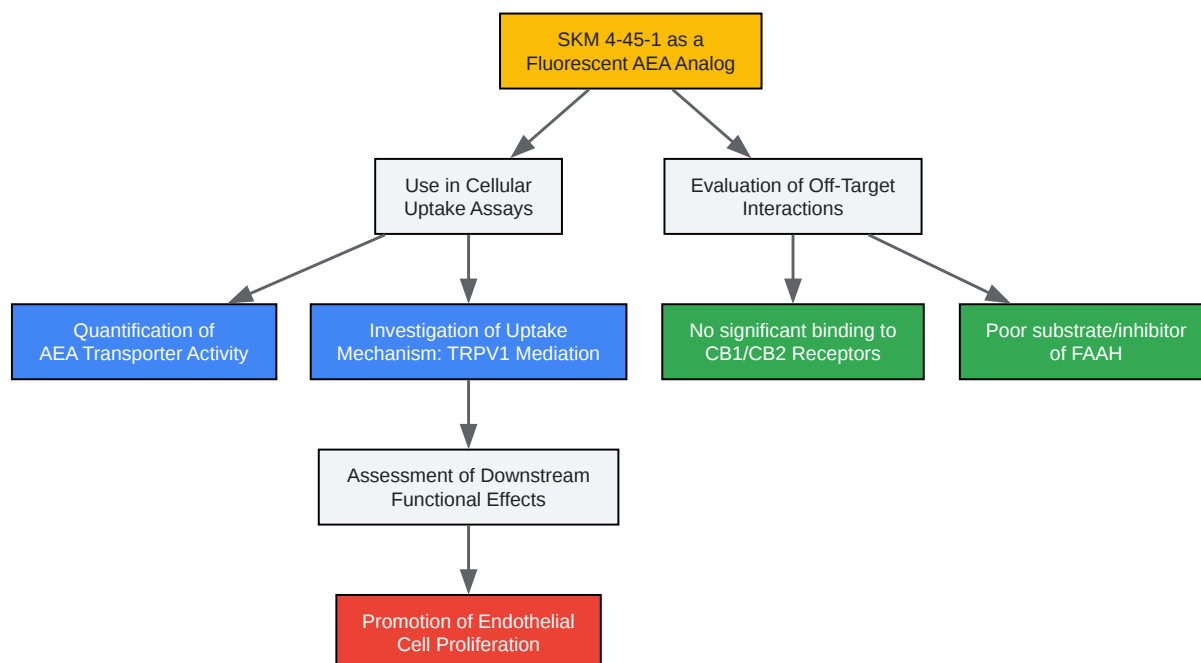 SKM 4-45-1 as a
Fluorescent AEA Analog
Use in Cellular
Uptake Assays
Evaluation of Off-Target
Interactions
Quantification of
AEA Transporter Activity
Investigation of Uptake
Mechanism: TRPV1 Mediation
No significant binding to
CB1/CB2 Receptors
Poor substrate/inhibitor
of FAAH
Assessment of Downstream
Functional Effects
Promotion of Endothelial
Cell Proliferation